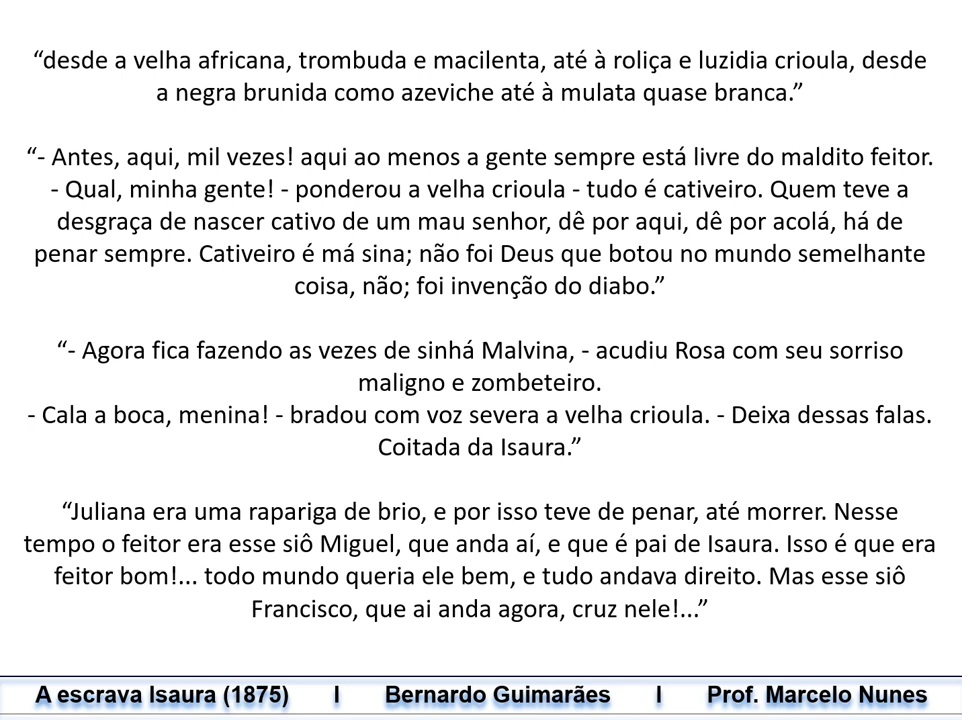 “desde a velha africana, trombuda e macilenta, até à roliça e luzidia crioula, desde
a negra brunida como azeviche até à mulata quase branca.”
“- Antes, aqui, mil vezes! aqui ao menos a gente sempre está livre do maldito feitor.
- Qual, minha gente! - ponderou a velha crioula - tudo é cativeiro. Quem teve a
desgraça de nascer cativo de um mau senhor, dê por aqui, dê por acolá, há de
penar sempre. Cativeiro é má sina; não foi Deus que botou no mundo semelhante
coisa, não; foi invenção do diabo.”
“- Agora fica fazendo as vezes de sinhá Malvina, - acudiu Rosa com seu sorriso
maligno e zombeteiro.
- Cala a boca, menina! - bradou com voz severa a velha crioula. - Deixa dessas falas.
Coitada da Isaura.”
“Juliana era uma rapariga de brio, e por isso teve de penar, até morrer. Nesse
tempo o feitor era esse siô Miguel, que anda aí, e que é pai de Isaura. Isso é que era
feitor bom!... todo mundo queria ele bem, e tudo andava direito. Mas esse siô
Francisco, que ai anda agora, cruz nele!...”
A escrava Isaura (1875) I Bernardo Guimarães I Prof. Marcelo Nunes